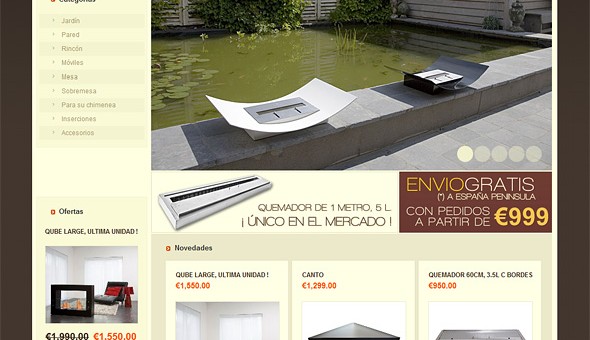 Categorías
Jardín
Pared
Rincón
Móviles
Mesa
Sobremesa
Para su chimenea
Inserciones
Accesorios
QUEMADOR DE 1 METRO, 5 L.
¡ ÚNICO EN EL MERCADO !
ENVIOGRATIS
(*) A ESPAÑA PENINSULA
CON PEDIDOS
A PARTIR DE €999
Ofertas
QUBE LARGE, ULTIMA UNIDAD !
€1,990.00 €1,550.00
Novedades
QUBE LARGE, ULTIMA UNIDAD !
€1,550.00
CANTO
€1,299.00
QUEMADOR 60CM, 3.5L C BORDES
€950.00